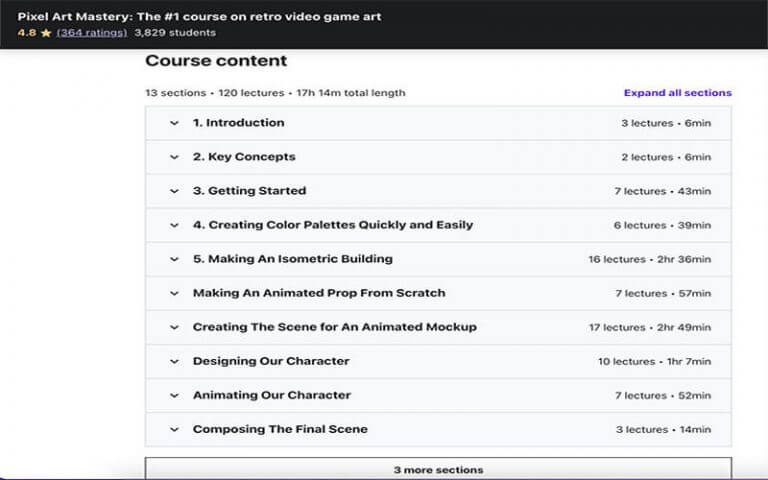 Pixel Art Mastery: The #1 course on retro video game art
4.8 ★ (364 ratings) 3,829 students
Course content
13 sections • 120 lectures • 17h 14m total length Expand all sections
1. Introduction 3 lectures • 6min
2. Key Concepts 2 lectures • 6min
3. Getting Started 7 lectures • 43min
4. Creating Color Palettes Quickly and Easily 6 lectures • 39min
5. Making An Isometric Building 16 lectures • 2hr 36min
Making An Animated Prop From Scratch 7 lectures • 57min
Creating The Scene for An Animated Mockup 17 lectures • 2hr 49min
Designing Our Character 10 lectures • 1hr 7min
Animating Our Character 7 lectures • 52min
Composing The Final Scene 3 lectures • 14min
3 more sections